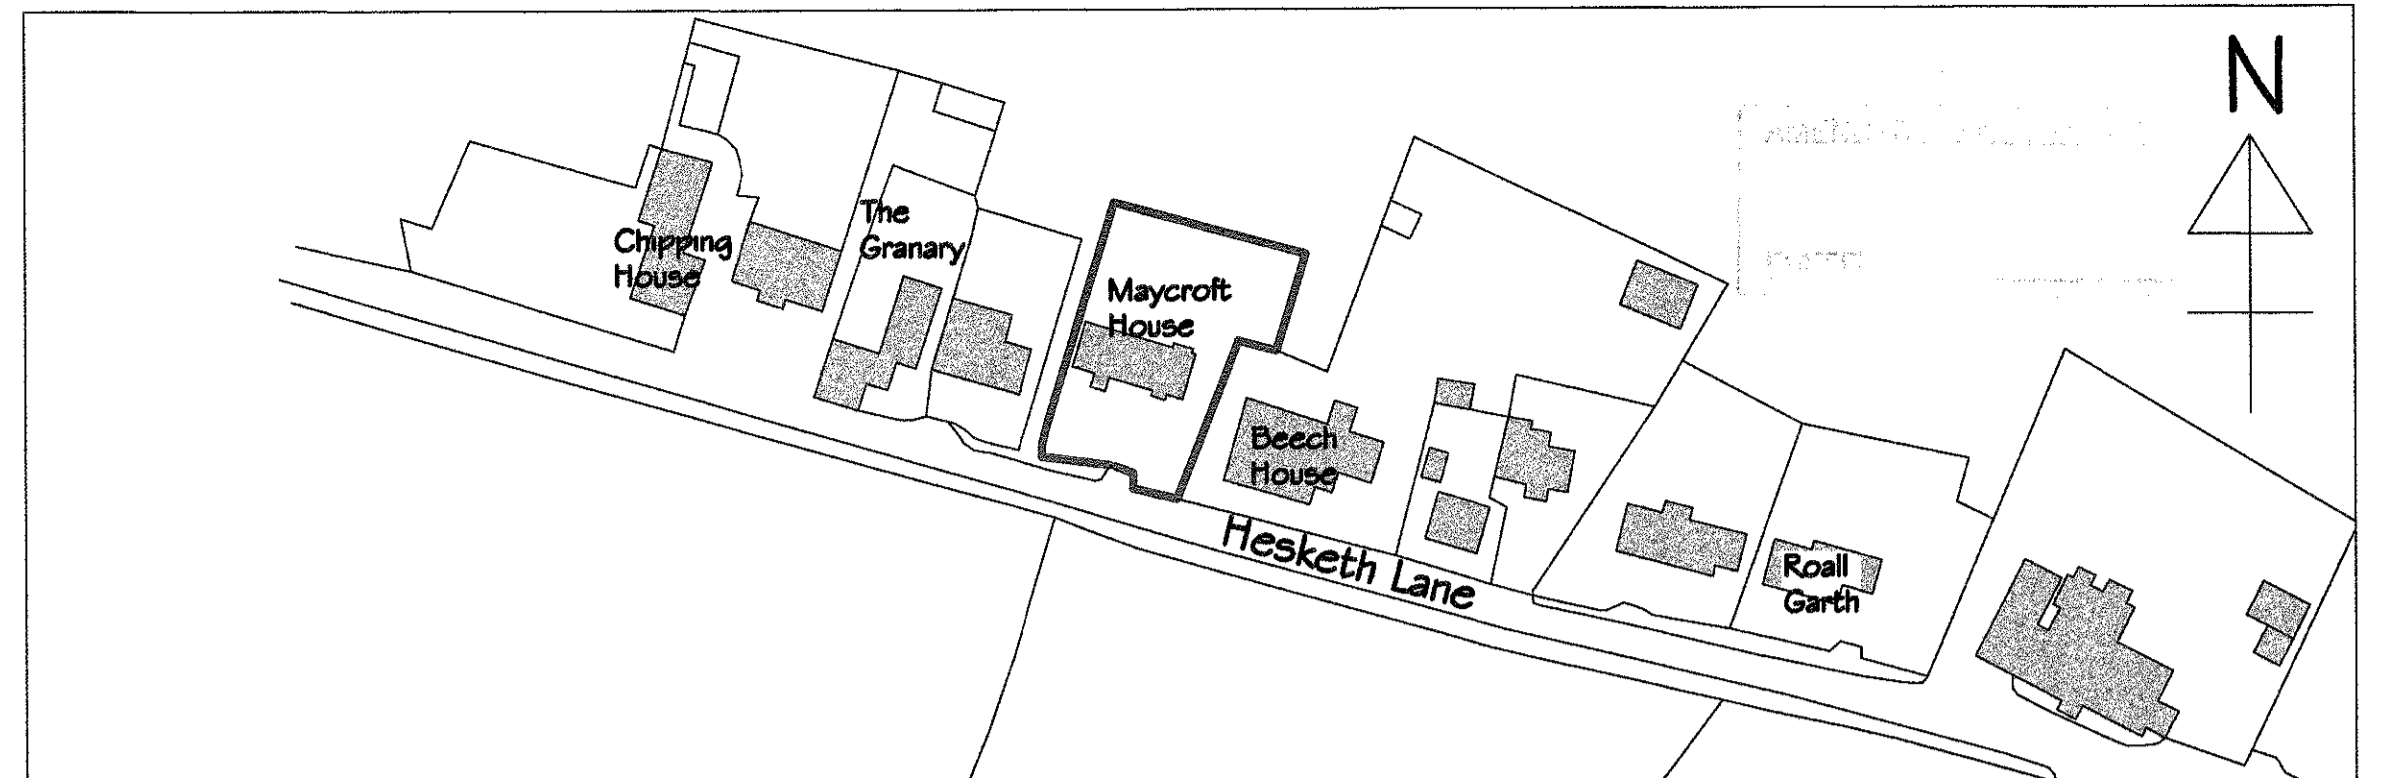 N
The
Granary
Chipping
House
Maycroft
House
Beech
House
Hesketh Lane
Roall
Garth